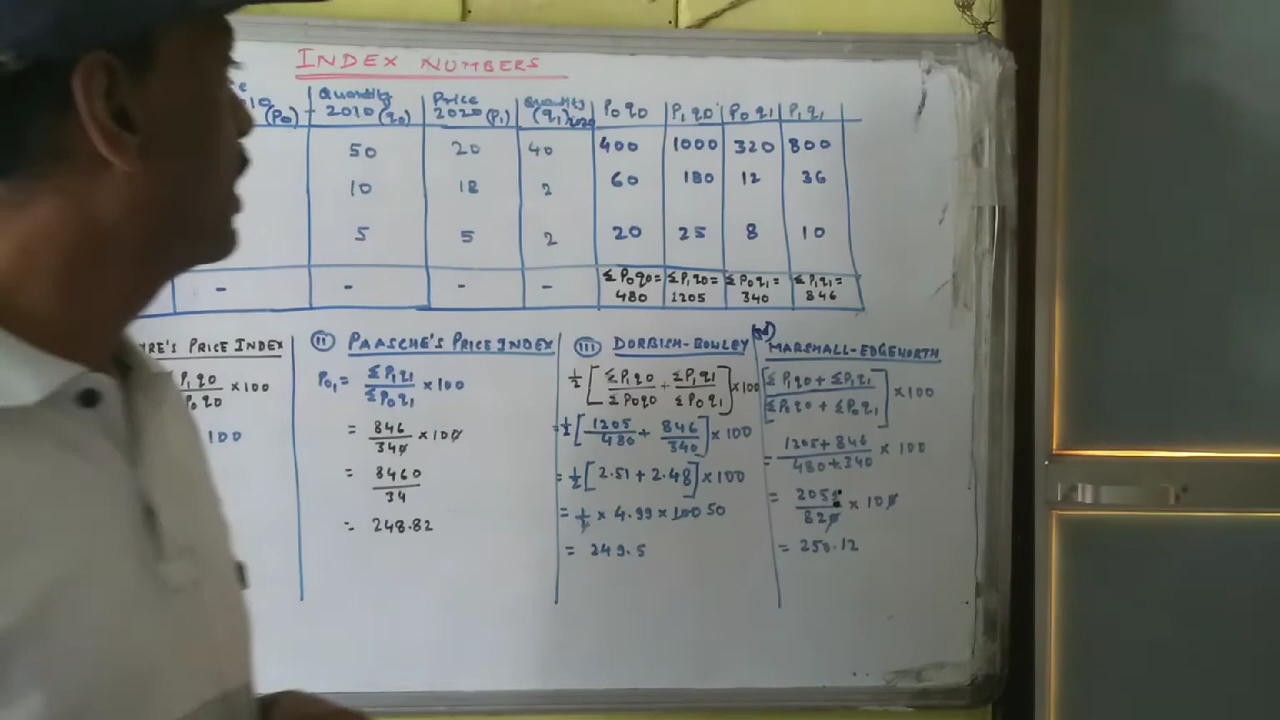 INDEX NUMBERS
(P₀) Quantity 2010 (q₀) Price 2020 (P₁) Quantity (q₁) 2020 P₀q₀ P₁q₀ P₀q₁ P₁q₁
50 20 40 400 1000 320 800
10 18 2 60 180 12 36
5 5 2 20 25 8 10
- - - - ΣP₀q₀= 480 ΣP₁q₀= 1205 ΣP₀q₁= 340 ΣP₁q₁= 846
YRE'S PRICE INDEX
P₁q₀ / P₀q₀ ×100
100
(ii) PAASCHE'S PRICE INDEX
P₀₁ = ΣP₁q₁ / ΣP₀q₁ ×100
= 846 / 340 ×100
= 8460 / 34
= 248.82
(iii) DORBISH-BOWLEY
1/2 [ΣP₁q₀ / ΣP₀q₀ + ΣP₁q₁ / ΣP₀q₁] ×100
= 1/2 [1205 / 480 + 846 / 340] ×100
= 1/2 [2.51 + 2.48] ×100
= 1/2 × 4.99 × 100 50
= 249.5
MARSHALL-EDGEWORTH
[ΣP₁q₀ + ΣP₁q₁ / ΣP₀q₀ + ΣP₀q₁] ×100
= 1205+846 / 480+340 × 100
= 2051 / 820 × 100
= 250.12